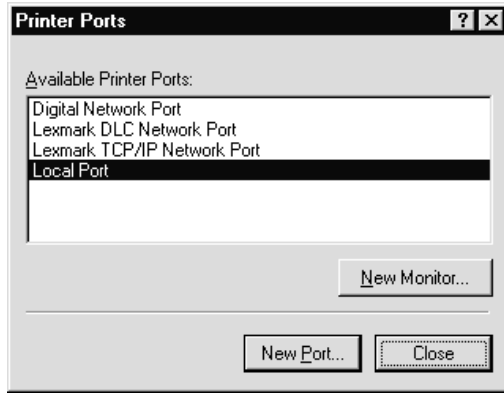 Printer Ports
Available Printer Ports:
Digital Network Port
Lexmark DLC Network Port
Lexmark TCP/IP Network Port
Local Port
New Monitor...
New Port...
Close